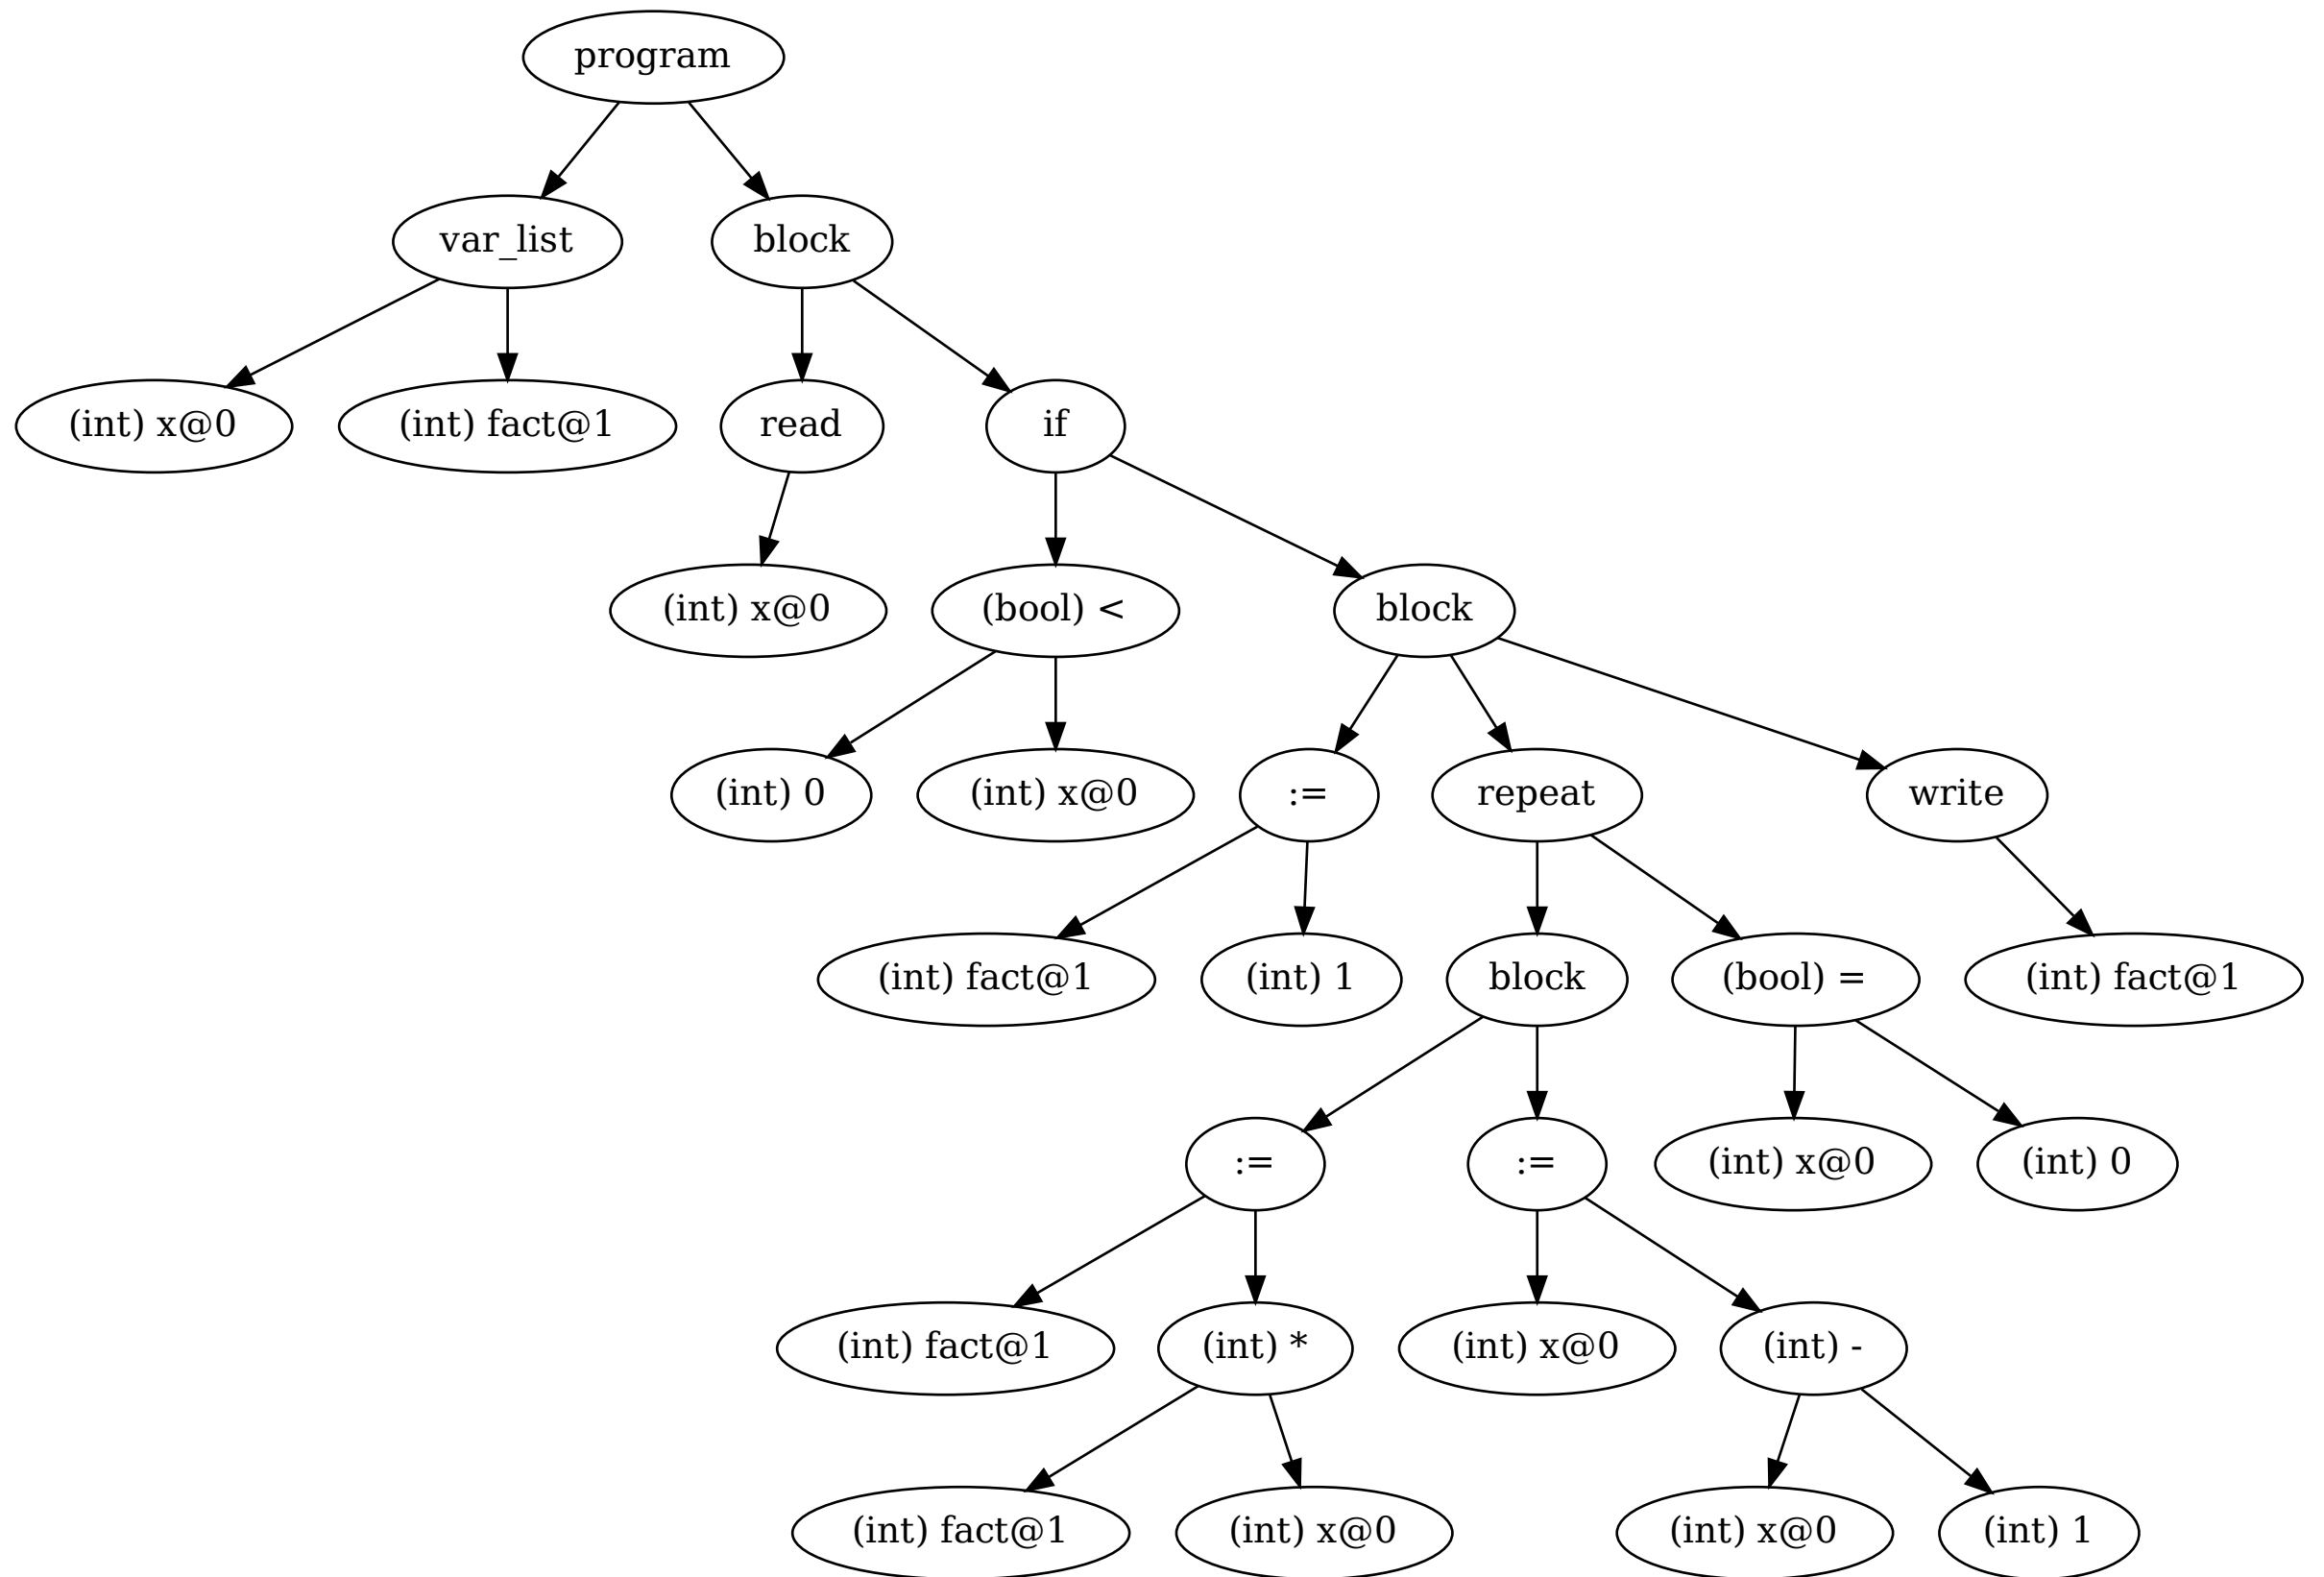 program
var_list
block
(int) x@0
(int) fact@1
read
if
(int) x@0
(bool) <
block
(int) 0
(int) x@0
:=
repeat
write
(int) fact@1
(int) 1
block
(bool) =
(int) fact@1
:=
:=
(int) x@0
(int) 0
(int) fact@1
(int) *
(int) x@0
(int) -
(int) fact@1
(int) x@0
(int) x@0
(int) 1